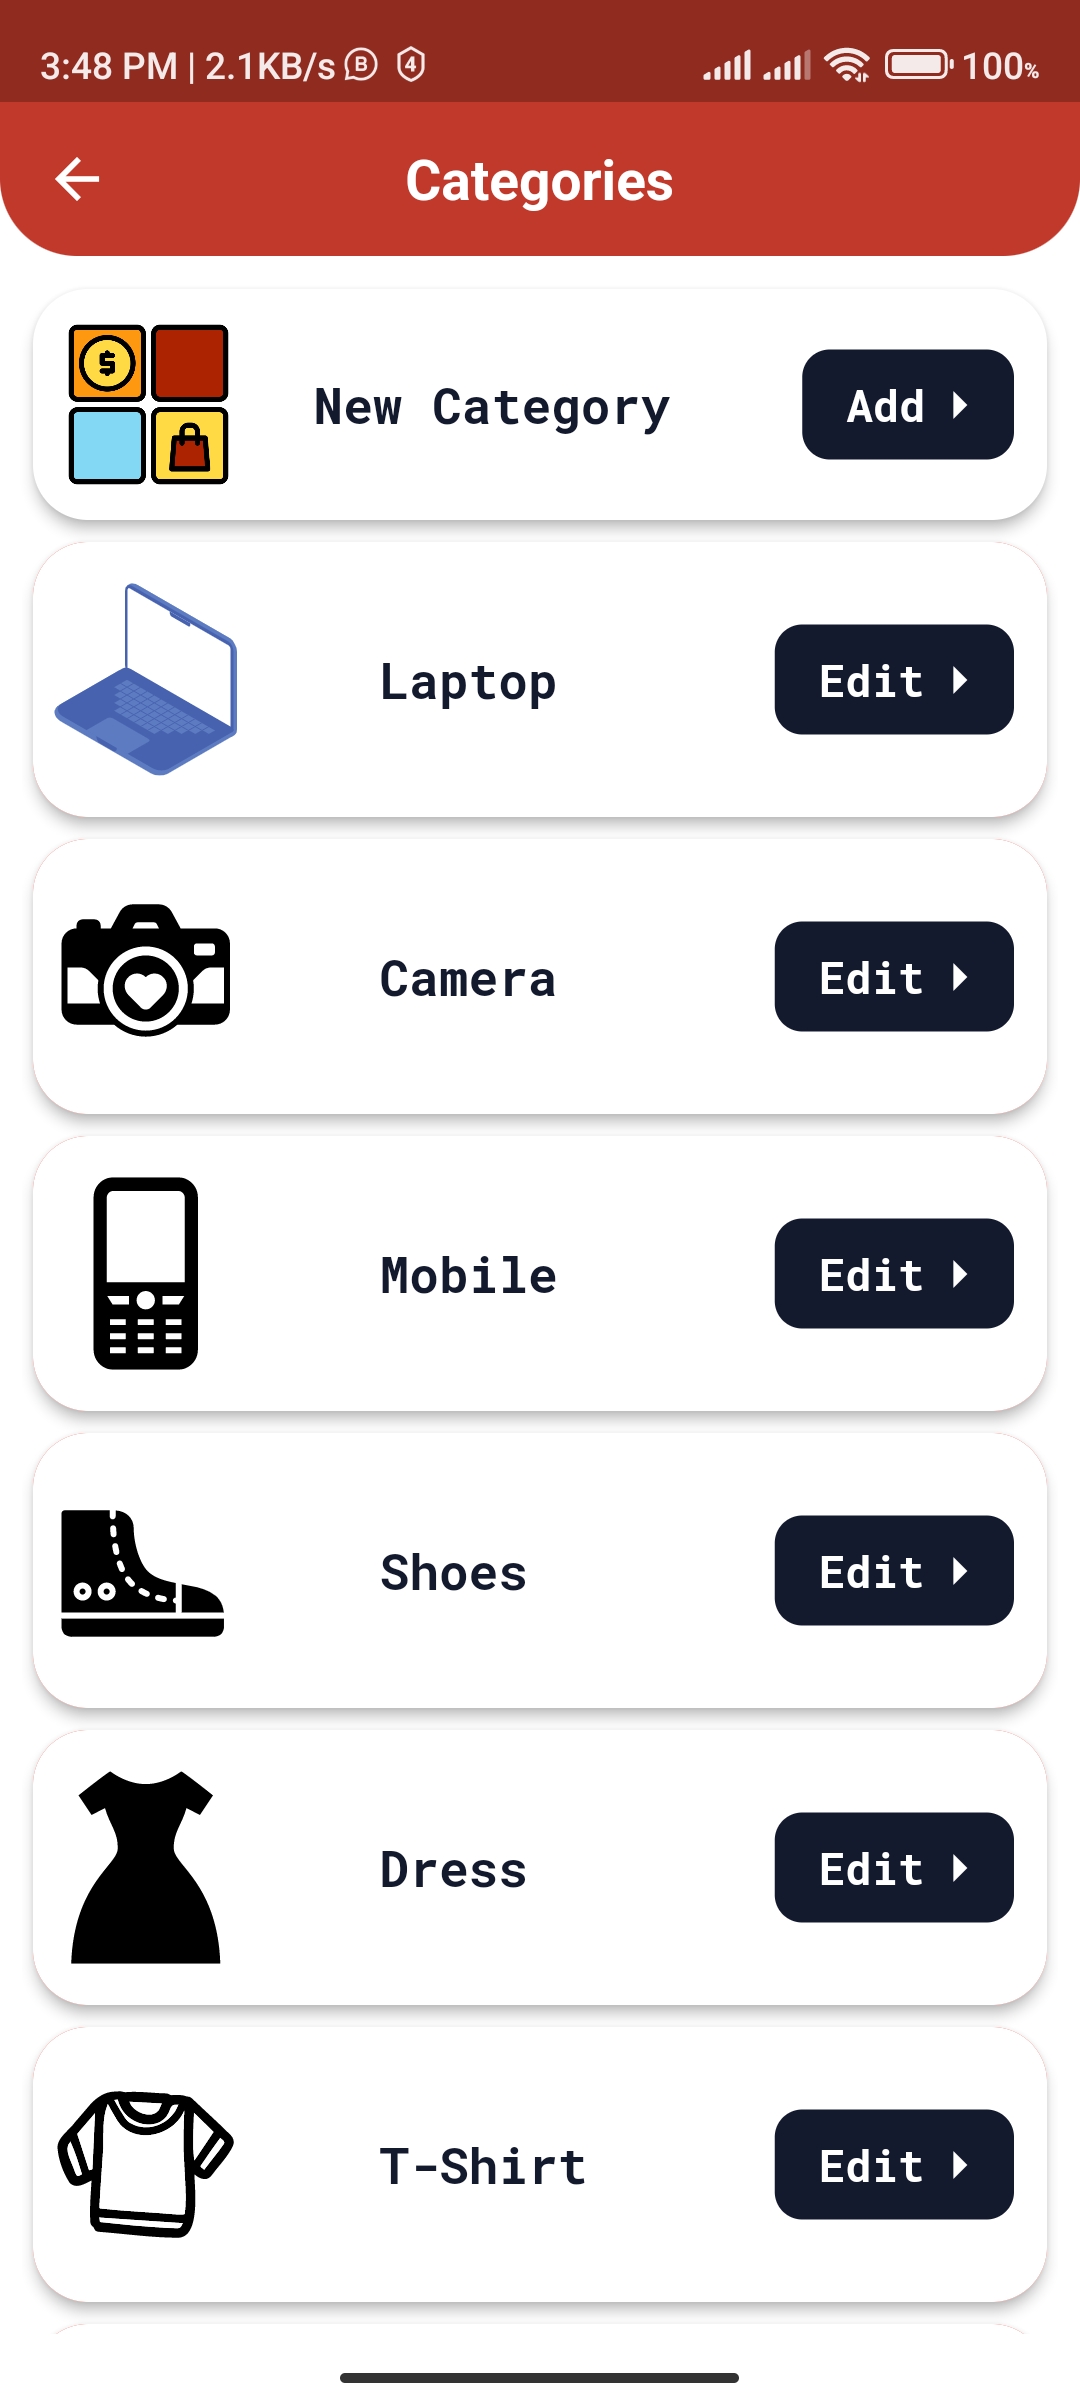 3:48 PM | 2.1KB/s B 4 100%
Categories
$
New Category Add
Laptop Edit
Camera Edit
Mobile Edit
Shoes Edit
Dress Edit
T-Shirt Edit